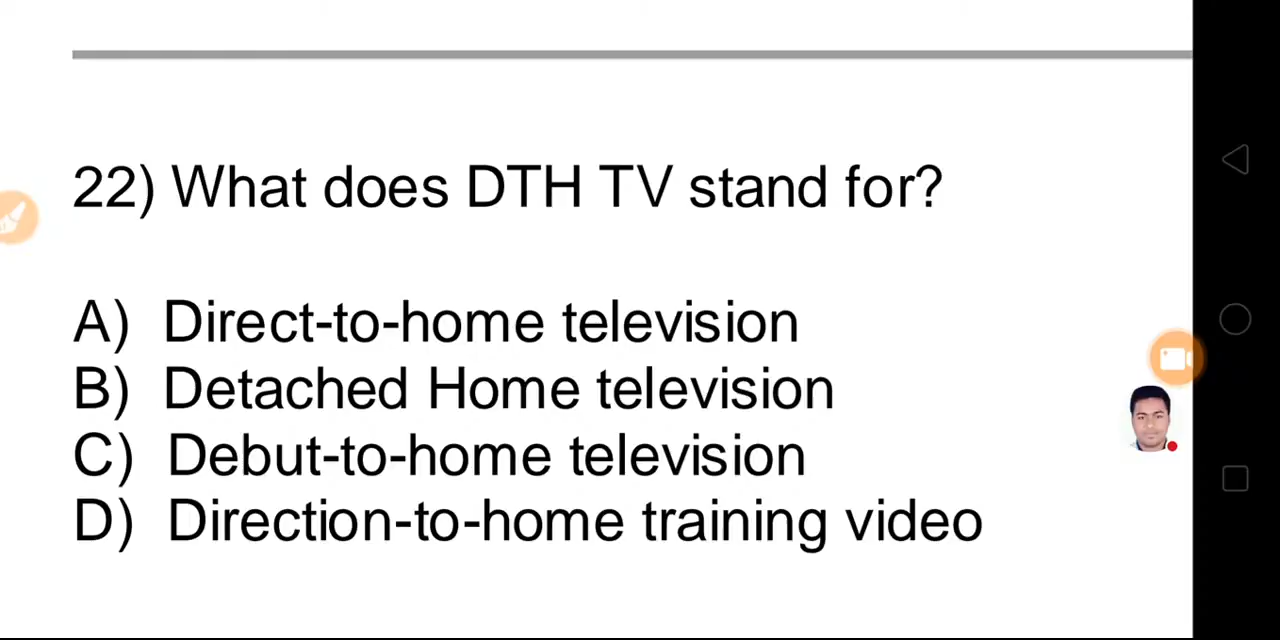 22) What does DTH TV stand for?
A) Direct-to-home television
B) Detached Home television
C) Debut-to-home television
D) Direction-to-home training video